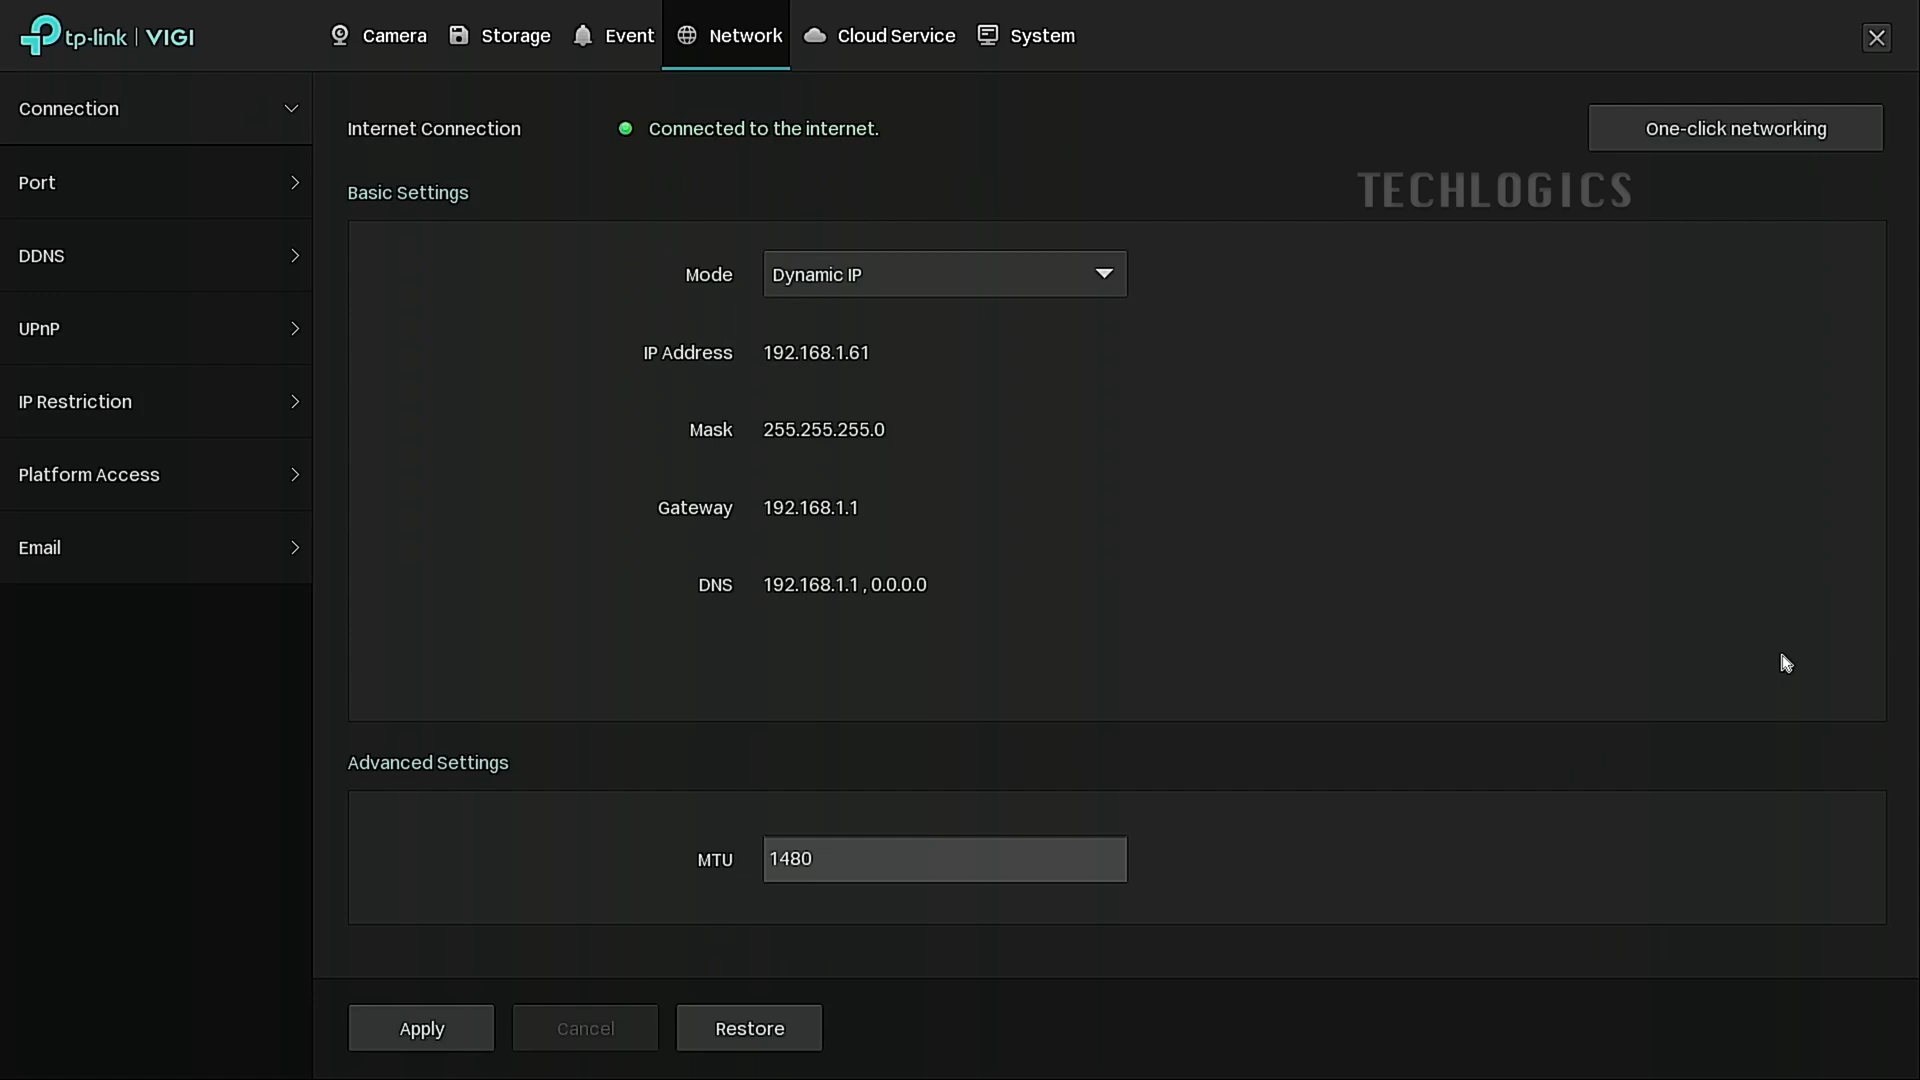 tp-link | VIGI
Camera
Storage
Event
Network
Cloud Service
System
Connection
Port
DDNS
UPnP
IP Restriction
Platform Access
Email
Internet Connection
Connected to the internet.
One-click networking
TECHLOGICS
Basic Settings
Mode Dynamic IP
IP Address 192.168.1.61
Mask 255.255.255.0
Gateway 192.168.1.1
DNS 192.168.1.1 , 0.0.0.0
Advanced Settings
MTU 1480
Apply
Cancel
Restore